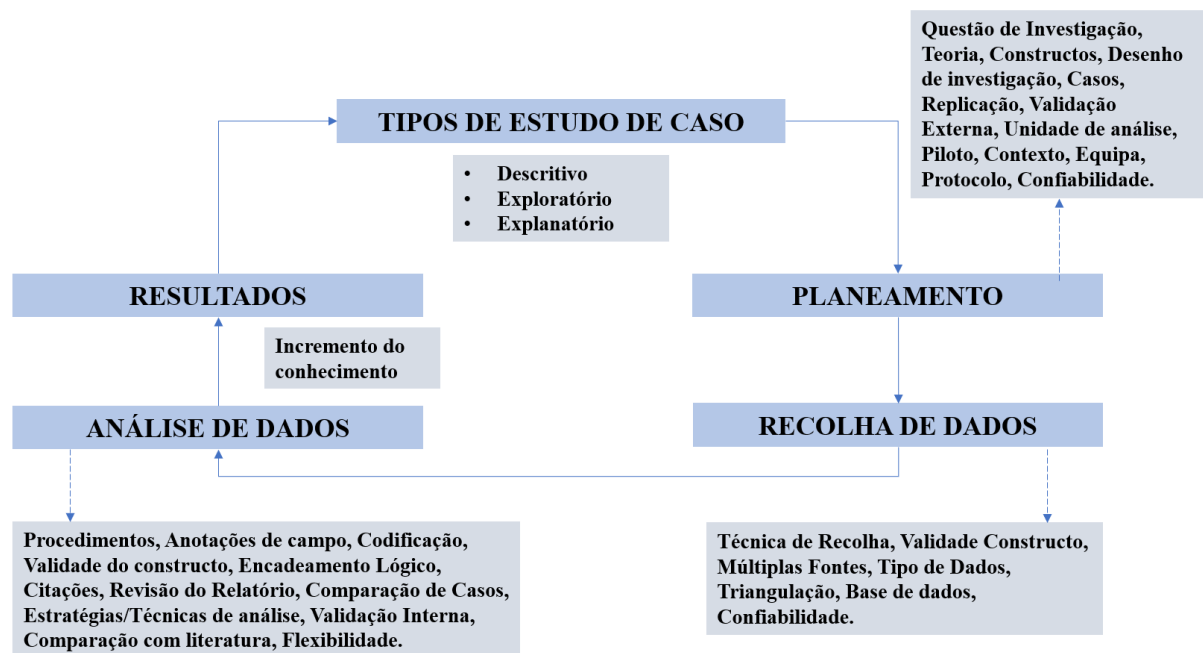 TIPOS DE ESTUDO DE CASO
• Descritivo
• Exploratório
• Explanatório
Questão de Investigação,
Teoria, Constructos, Desenho
de investigação, Casos,
Replicação, Validação
Externa, Unidade de análise,
Piloto, Contexto, Equipa,
Protocolo, Confiabilidade.
PLANEAMENTO
RECOLHA DE DADOS
Técnica de Recolha, Validade Constructo,
Múltiplas Fontes, Tipo de Dados,
Triangulação, Base de dados,
Confiabilidade.
ANÁLISE DE DADOS
Procedimentos, Anotações de campo, Codificação,
Validade do constructo, Encadeamento Lógico,
Citações, Revisão do Relatório, Comparação de Casos,
Estratégias/Técnicas de análise, Validação Interna,
Comparação com literatura, Flexibilidade.
RESULTADOS
Incremento do
conhecimento